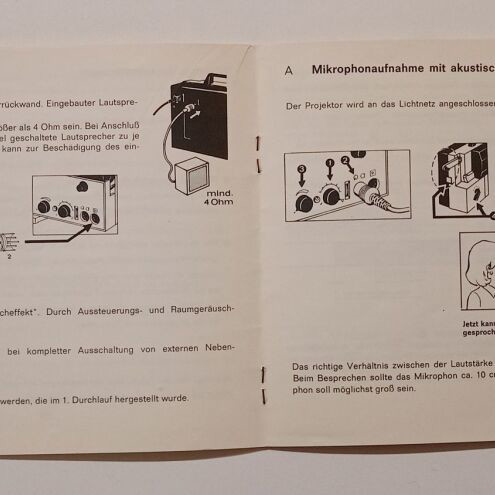 rrückwand. Eingebauter Lautspre-
ößer als 4 Ohm sein. Bei Anschluß
el geschaltete Lautsprecher zu je
kann zur Beschädigung des ein-
mind.
4 Ohm
2
cheffekt". Durch Aussteuerungs- und Raumgeräusch-
bei kompletter Ausschaltung von externen Neben-
werden, die im 1. Durchlauf hergestellt wurde.
A Mikrophonaufnahme mit akustisc
Der Projektor wird an das Lichtnetz angeschlossen
3 1 2
Jetzt kann
gesproch
Das richtige Verhältnis zwischen der Lautstärke
Beim Besprechen sollte das Mikrophon ca. 10 cm
phon soll möglichst groß sein.